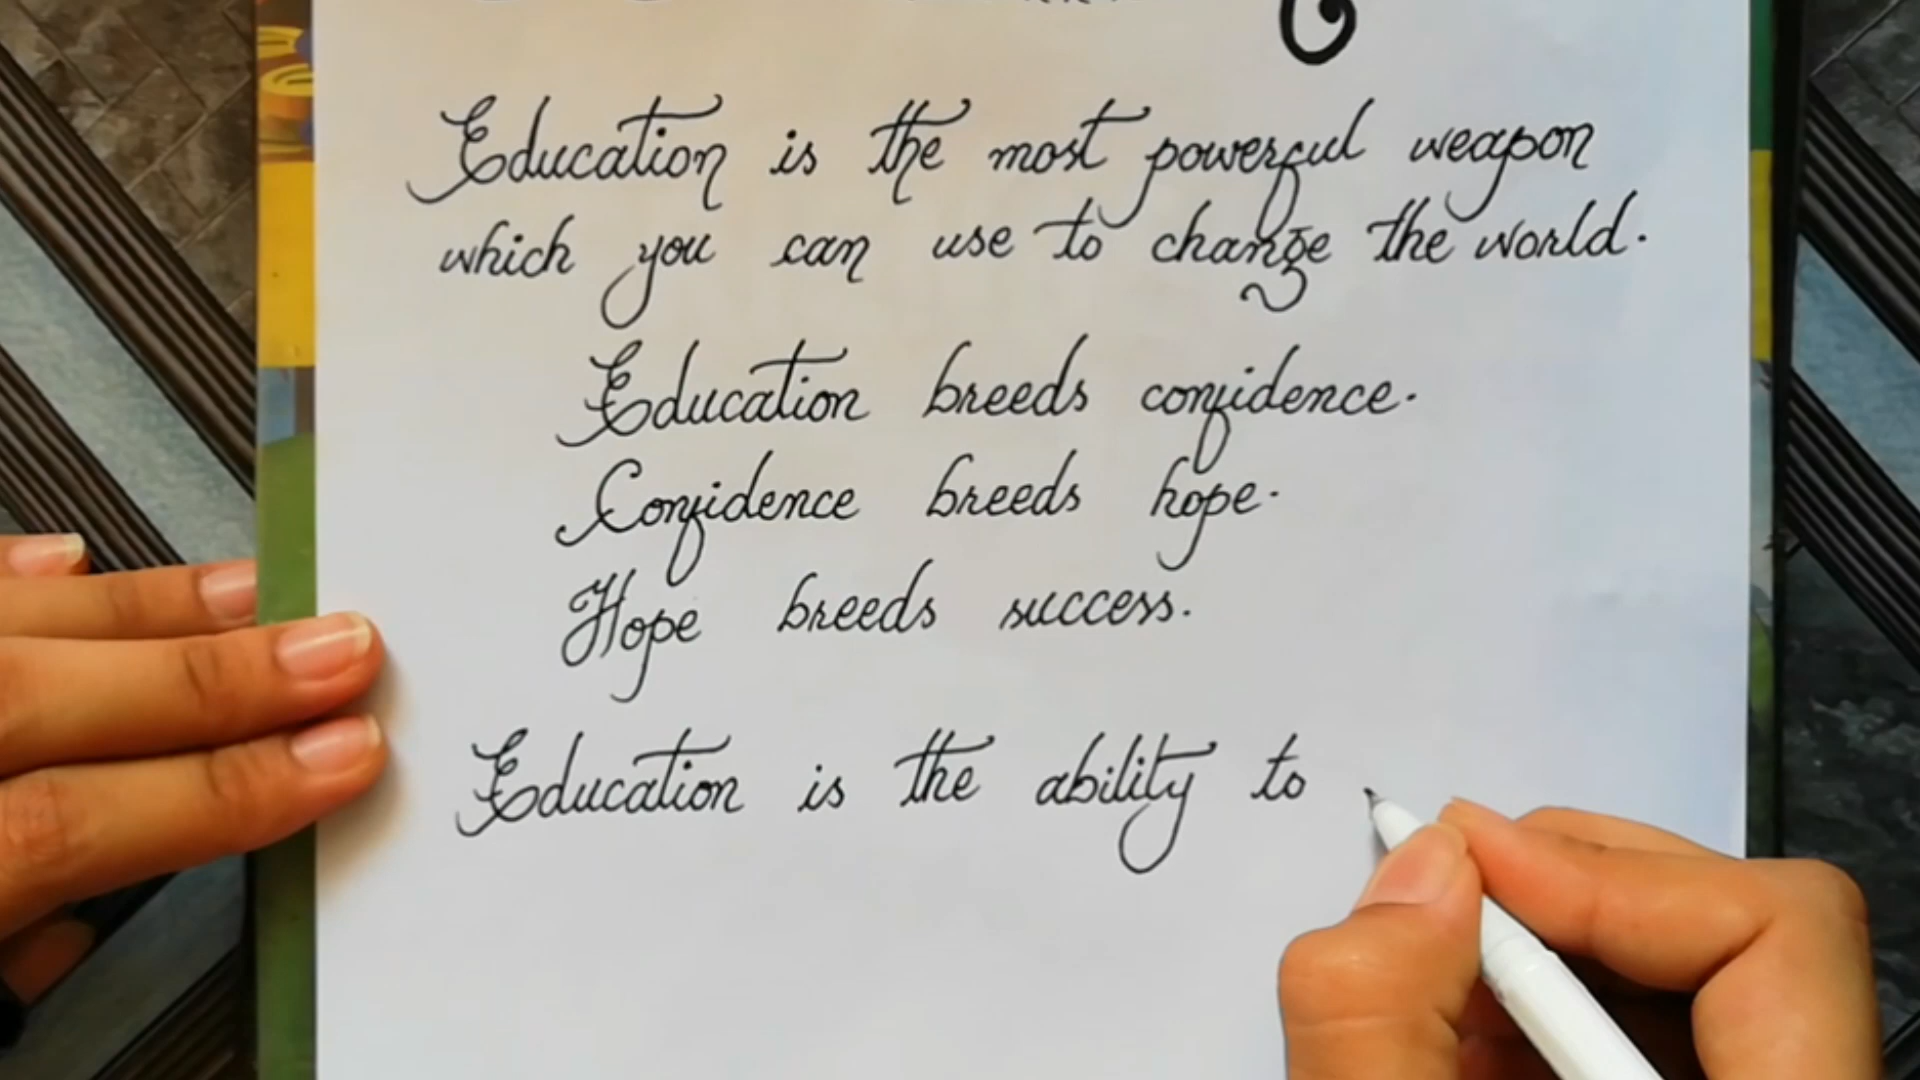 Education is the most powerful weapon
which you can use to change the world.
Education breeds confidence.
Confidence breeds hope.
Hope breeds success.
Education is the ability to